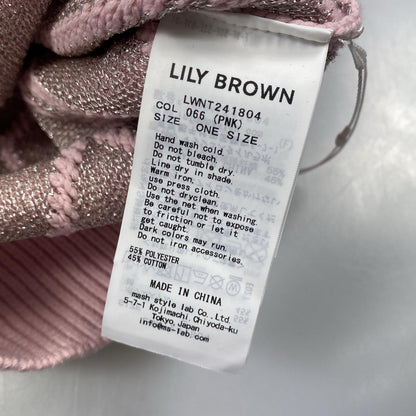 LILY BROWN
LWNT241804
COL 066 (PNK)
SIZE ONE SIZE
Hand wash cold.
Do not bleach.
Do not tumble dry.
Line dry in shade.
Warm iron.
use press cloth.
Do not dryclean.
Use the net when washing.
Be careful not to expose
to friction or let it
get caught.
Dark colors may run.
Do not iron accessories.
55% POLYESTER
45% COTTON
MADE IN CHINA
mash style lab Co.,Ltd.
5-7-1 Kojimachi,Chiyoda-ku
Tokyo,Japan
info@ms-lab.com